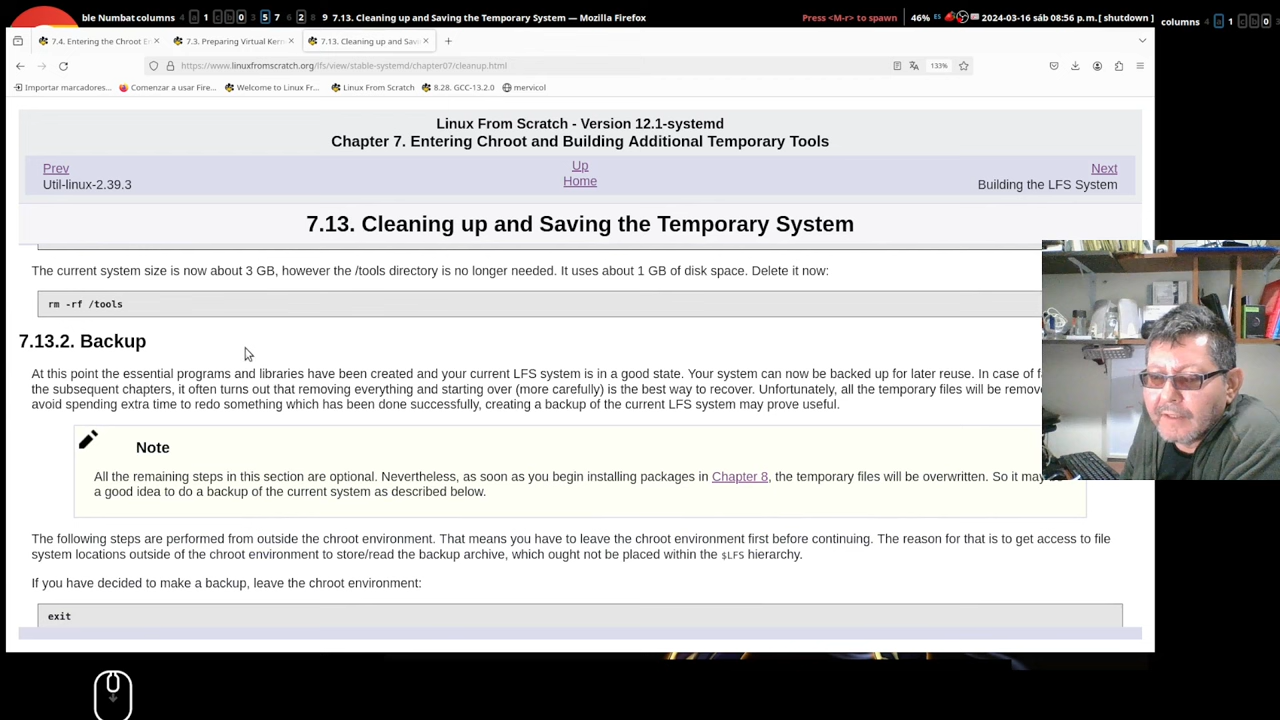 ble Numbat columns 4 a 1 c b 0 3 5 7 6 2 8 9 7.13. Cleaning up and Saving the Temporary System — Mozilla Firefox Press <M-r> to spawn 46% ES 2024-03-16 sáb 08:56 p. m. [ shutdown ] columns 4 a 1 c b 0 3
7.4. Entering the Chroot E 7.3. Preparing Virtual Kern 7.13. Cleaning up and Savi
https://www.linuxfromscratch.org/lfs/view/stable-systemd/chapter07/cleanup.html 133%
Importar marcadores... Comenzar a usar Fire... Welcome to Linux Fr... Linux From Scratch 8.28. GCC-13.2.0 mervicol
Linux From Scratch - Version 12.1-systemd
Chapter 7. Entering Chroot and Building Additional Temporary Tools
Prev Up Next
Util-linux-2.39.3 Home Building the LFS System
7.13. Cleaning up and Saving the Temporary System
The current system size is now about 3 GB, however the /tools directory is no longer needed. It uses about 1 GB of disk space. Delete it now:
rm -rf /tools
7.13.2. Backup
At this point the essential programs and libraries have been created and your current LFS system is in a good state. Your system can now be backed up for later reuse. In case of f
the subsequent chapters, it often turns out that removing everything and starting over (more carefully) is the best way to recover. Unfortunately, all the temporary files will be remov
avoid spending extra time to redo something which has been done successfully, creating a backup of the current LFS system may prove useful.
Note
All the remaining steps in this section are optional. Nevertheless, as soon as you begin installing packages in Chapter 8, the temporary files will be overwritten. So it may
a good idea to do a backup of the current system as described below.
The following steps are performed from outside the chroot environment. That means you have to leave the chroot environment first before continuing. The reason for that is to get access to file
system locations outside of the chroot environment to store/read the backup archive, which ought not be placed within the $LFS hierarchy.
If you have decided to make a backup, leave the chroot environment:
exit